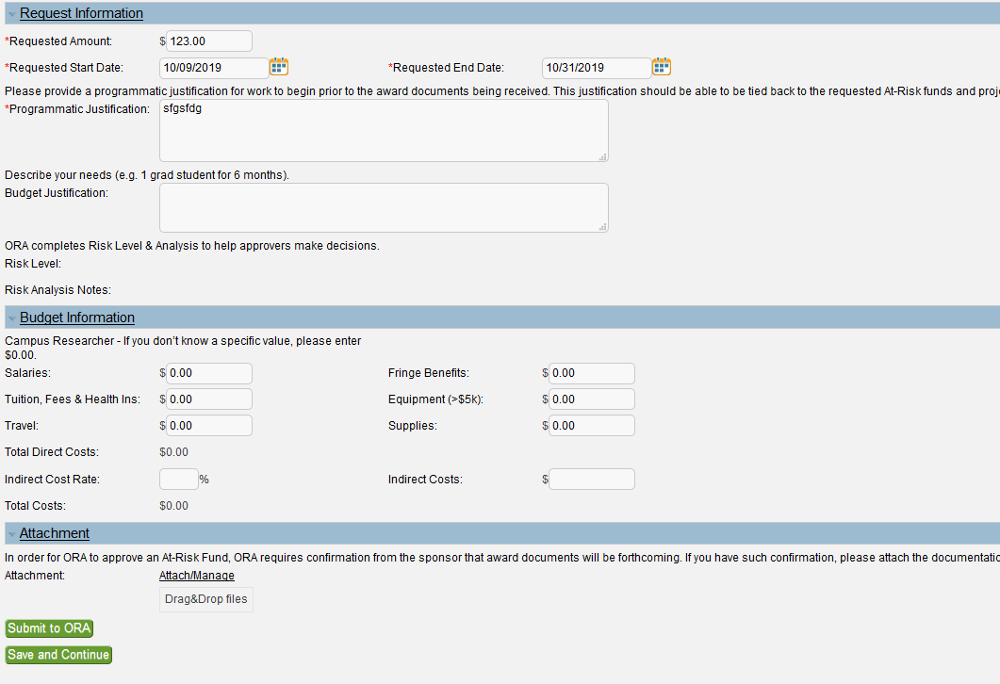 Request Information
*Requested Amount: $ 123.00
*Requested Start Date: 10/09/2019 *Requested End Date: 10/31/2019
Please provide a programmatic justification for work to begin prior to the award documents being received. This justification should be able to be tied back to the requested At-Risk funds and
*Programmatic Justification: sfgsfdg
Describe your needs (e.g. 1 grad student for 6 months).
Budget Justification:
ORA completes Risk Level & Analysis to help approvers make decisions.
Risk Level:
Risk Analysis Notes:
Budget Information
Campus Researcher - If you don't know a specific value, please enter
$0.00.
Salaries: $ 0.00 Fringe Benefits: $ 0.00
Tuition, Fees & Health Ins: $ 0.00 Equipment (>$5k): $ 0.00
Travel: $ 0.00 Supplies: $ 0.00
Total Direct Costs: $0.00
Indirect Cost Rate: % Indirect Costs: $
Total Costs: $0.00
Attachment
In order for ORA to approve an At-Risk Fund, ORA requires confirmation from the sponsor that award documents will be forthcoming. If you have such confirmation, please attach the
Attachment: Attach/Manage
Drag&Drop files
Submit to ORA
Save and Continue